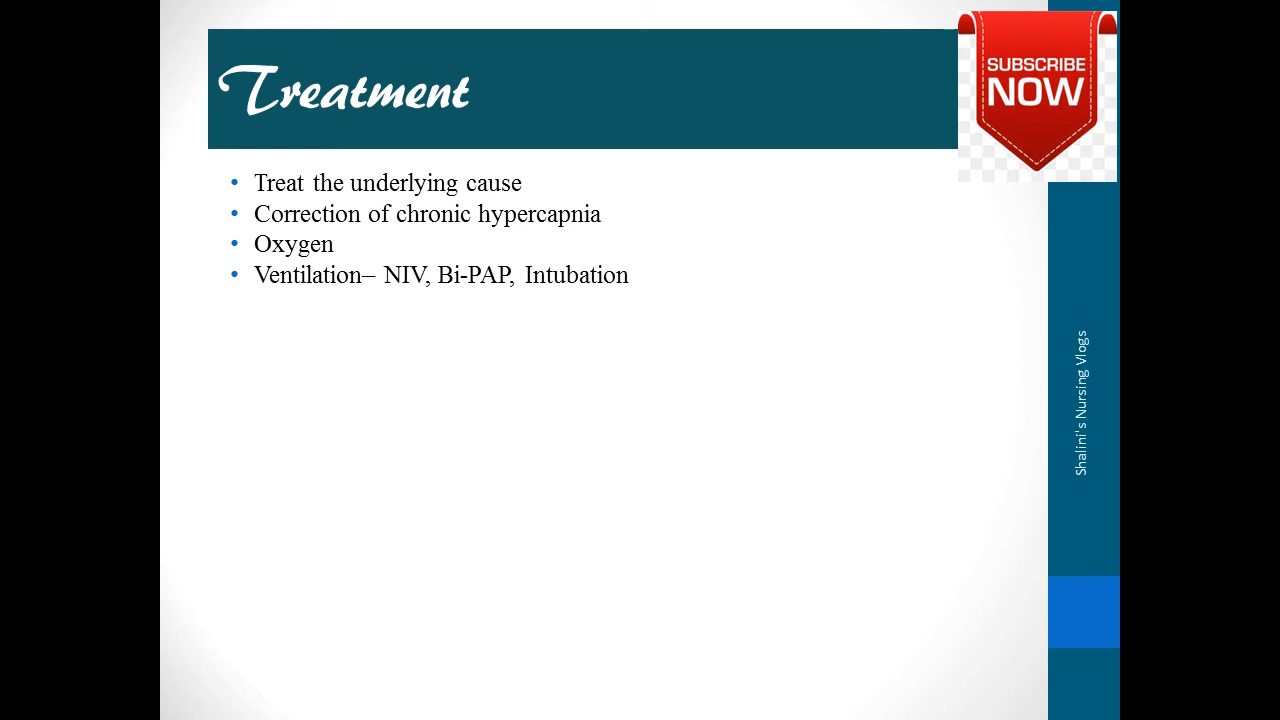 Treatment
SUBSCRIBE
NOW
• Treat the underlying cause
• Correction of chronic hypercapnia
• Oxygen
• Ventilation– NIV, Bi-PAP, Intubation
Shalini's Nursing Vlogs